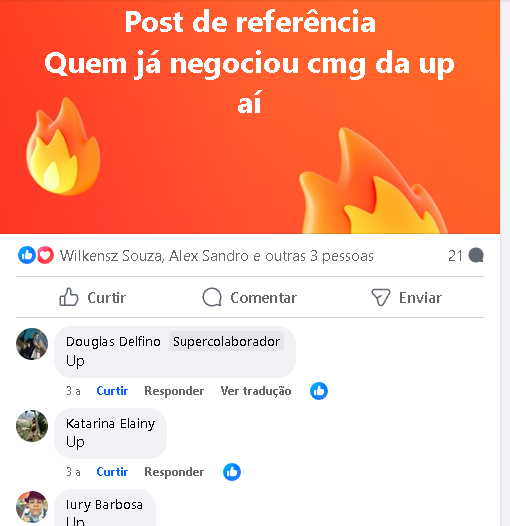 Post de referência
Quem já negociou cmg da up
aí
Wilkensz Souza, Alex Sandro e outras 3 pessoas
21
Curtir
Comentar
Enviar
Douglas Delfino Supercolaborador
Up
3 a Curtir Responder Ver tradução
Katarina Elainy
Up
3 a Curtir Responder
Iury Barbosa
Up